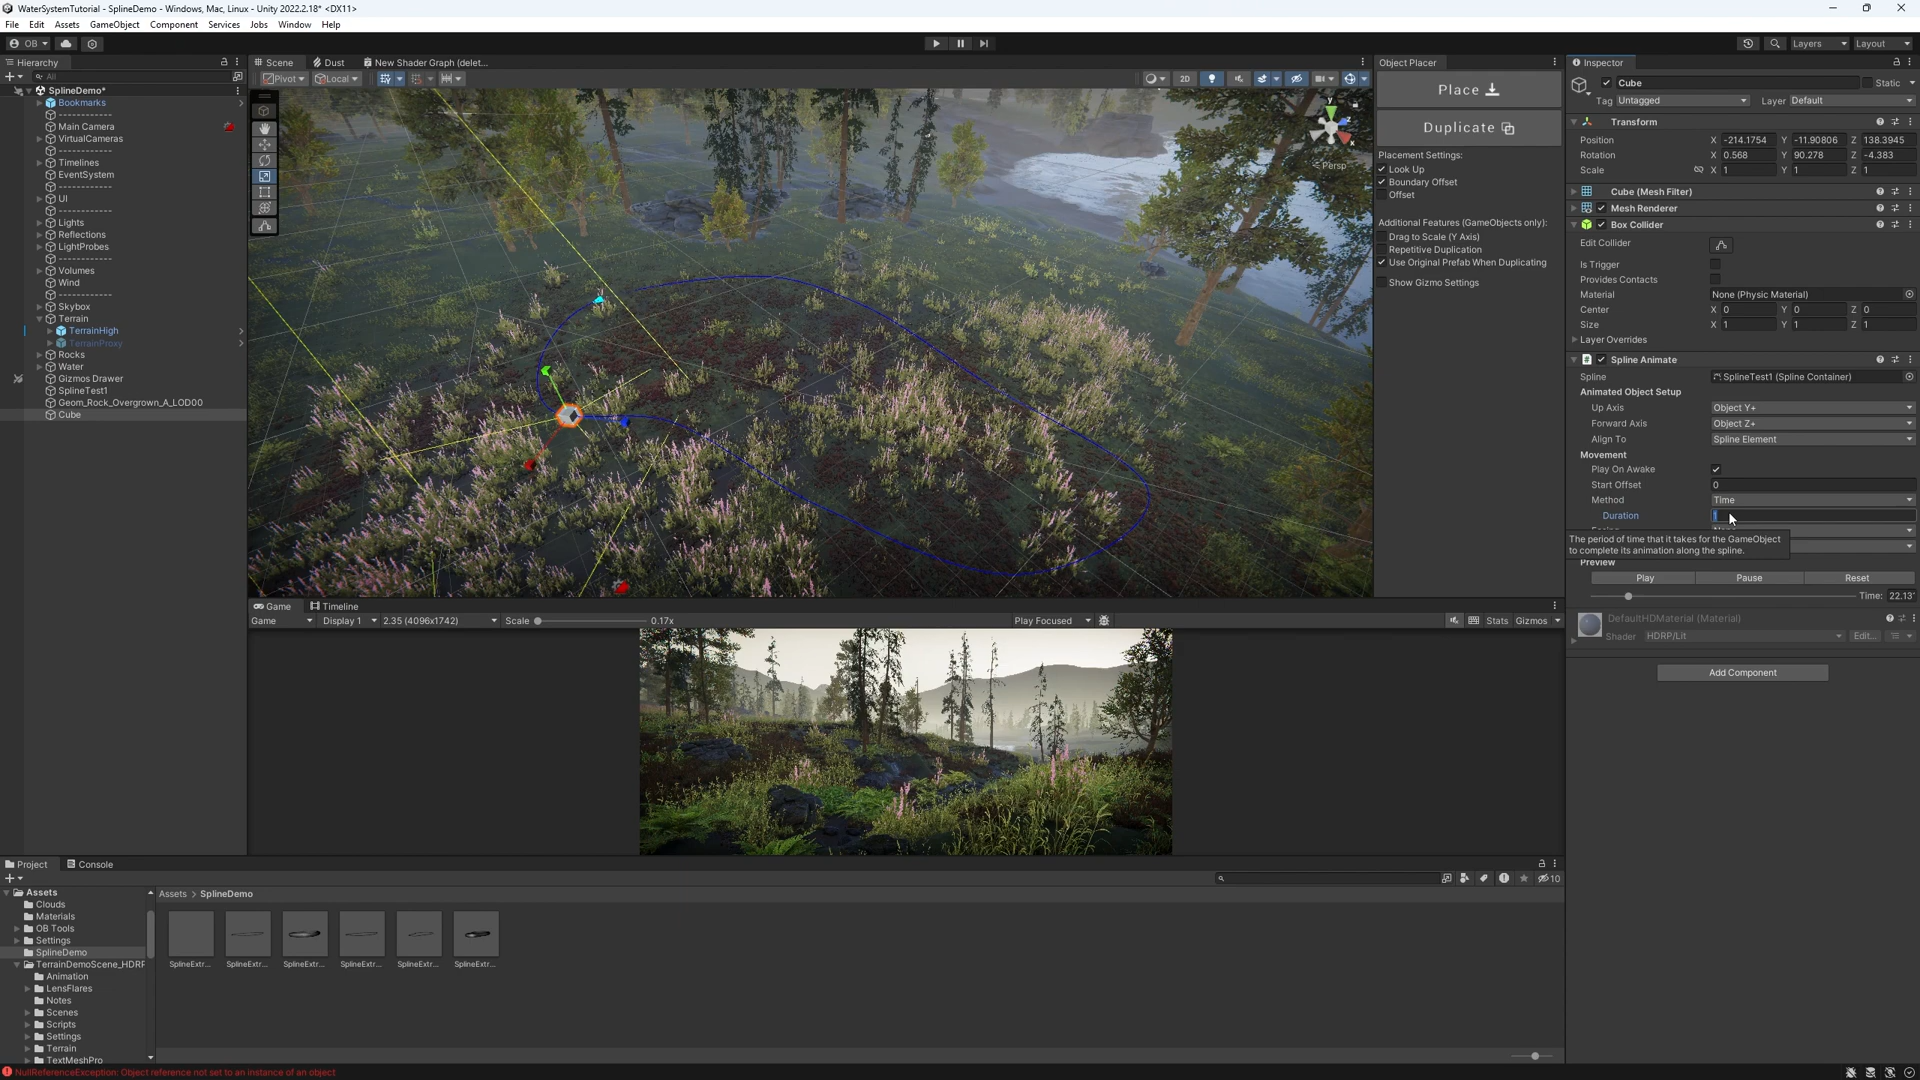 WaterSystemTutorial - SplineDemo - Windows, Mac, Linux - Unity 2022.2.18* <DX11>
File Edit Assets GameObject Component Services Jobs Window Help
OB
Layers
Layout
Hierarchy
All
SplineDemo*
Bookmarks
------------
Main Camera
VirtualCameras
------------
Timelines
EventSystem
------------
UI
------------
Lights
Reflections
LightProbes
------------
Volumes
Wind
------------
Skybox
Terrain
TerrainHigh
TerrainProxy
Rocks
Water
Gizmos Drawer
SplineTest1
Geom_Rock_Overgrown_A_LOD00
Cube
Scene Dust New Shader Graph (delet...
Pivot Local
2D
y
z
x
Persp
Game Timeline
Game Display 1 2.35 (4096x1742) Scale 0.17x Play Focused Stats Gizmos
Object Placer
Place
Duplicate
Placement Settings:
Look Up
Boundary Offset
Offset
Additional Features (GameObjects only):
Drag to Scale (Y Axis)
Repetitive Duplication
Use Original Prefab When Duplicating
Show Gizmo Settings
Inspector
Cube Static
Tag Untagged Layer Default
Transform
Position X -214.1754 Y -11.90806 Z 138.3945
Rotation X 0.568 Y 90.278 Z -4.383
Scale X 1 Y 1 Z 1
Cube (Mesh Filter)
Mesh Renderer
Box Collider
Edit Collider
Is Trigger
Provides Contacts
Material None (Physic Material)
Center X 0 Y 0 Z 0
Size X 1 Y 1 Z 1
Layer Overrides
Spline Animate
Spline SplineTest1 (Spline Container)
Animated Object Setup
Up Axis Object Y+
Forward Axis Object Z+
Align To Spline Element
Movement
Play On Awake
Start Offset 0
Method Time
Duration
The period of time that it takes for the GameObject
to complete its animation along the spline.
Preview
Play Pause Reset
Time: 22.13
DefaultHDMaterial (Material)
Shader HDRP/Lit Edit...
Add Component
Project Console
10
Assets
Clouds
Materials
OB Tools
Settings
SplineDemo
TerrainDemoScene_HDRP
Animation
LensFlares
Notes
Scenes
Scripts
Settings
Terrain
TextMeshPro
Assets > SplineDemo
SplineExtr... SplineExtr... SplineExtr... SplineExtr... SplineExtr... SplineExtr...
NullReferenceException: Object reference not set to an instance of an object